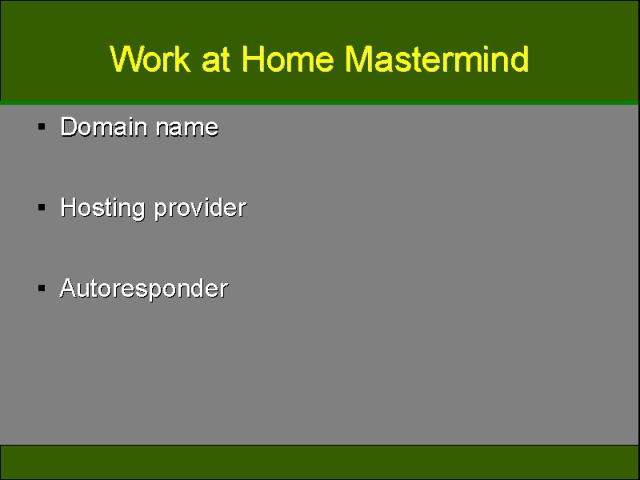 Work at Home Mastermind
▪ Domain name
▪ Hosting provider
▪ Autoresponder